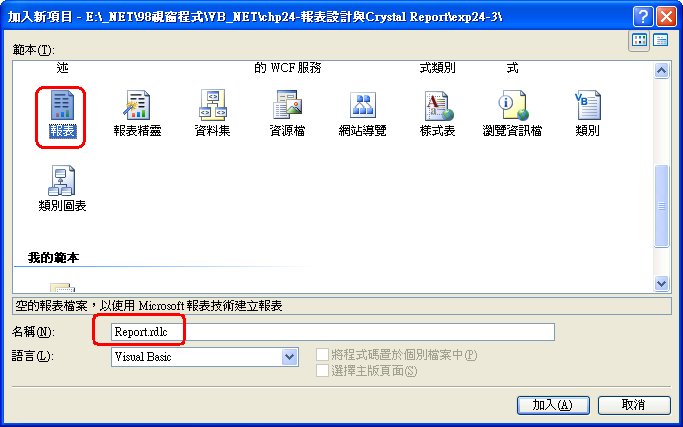 加入新項目 - E:\_NET\98視窗程式\VB_NET\chp24-報表設計與Crystal Report\exp24-3\
範本(T):
述 的 WCF 服務 式類別 式
報表 報表精靈 資料集 資源檔 網站導覽 樣式表 瀏覽資訊檔 類別
類別圖表
我的範本
空的報表檔案，以使用 Microsoft 報表技術建立報表
名稱(N): Report.rdlc
語言(L): Visual Basic
將程式碼置於個別檔案中(P)
選擇主版頁面(S)
加入(A) 取消